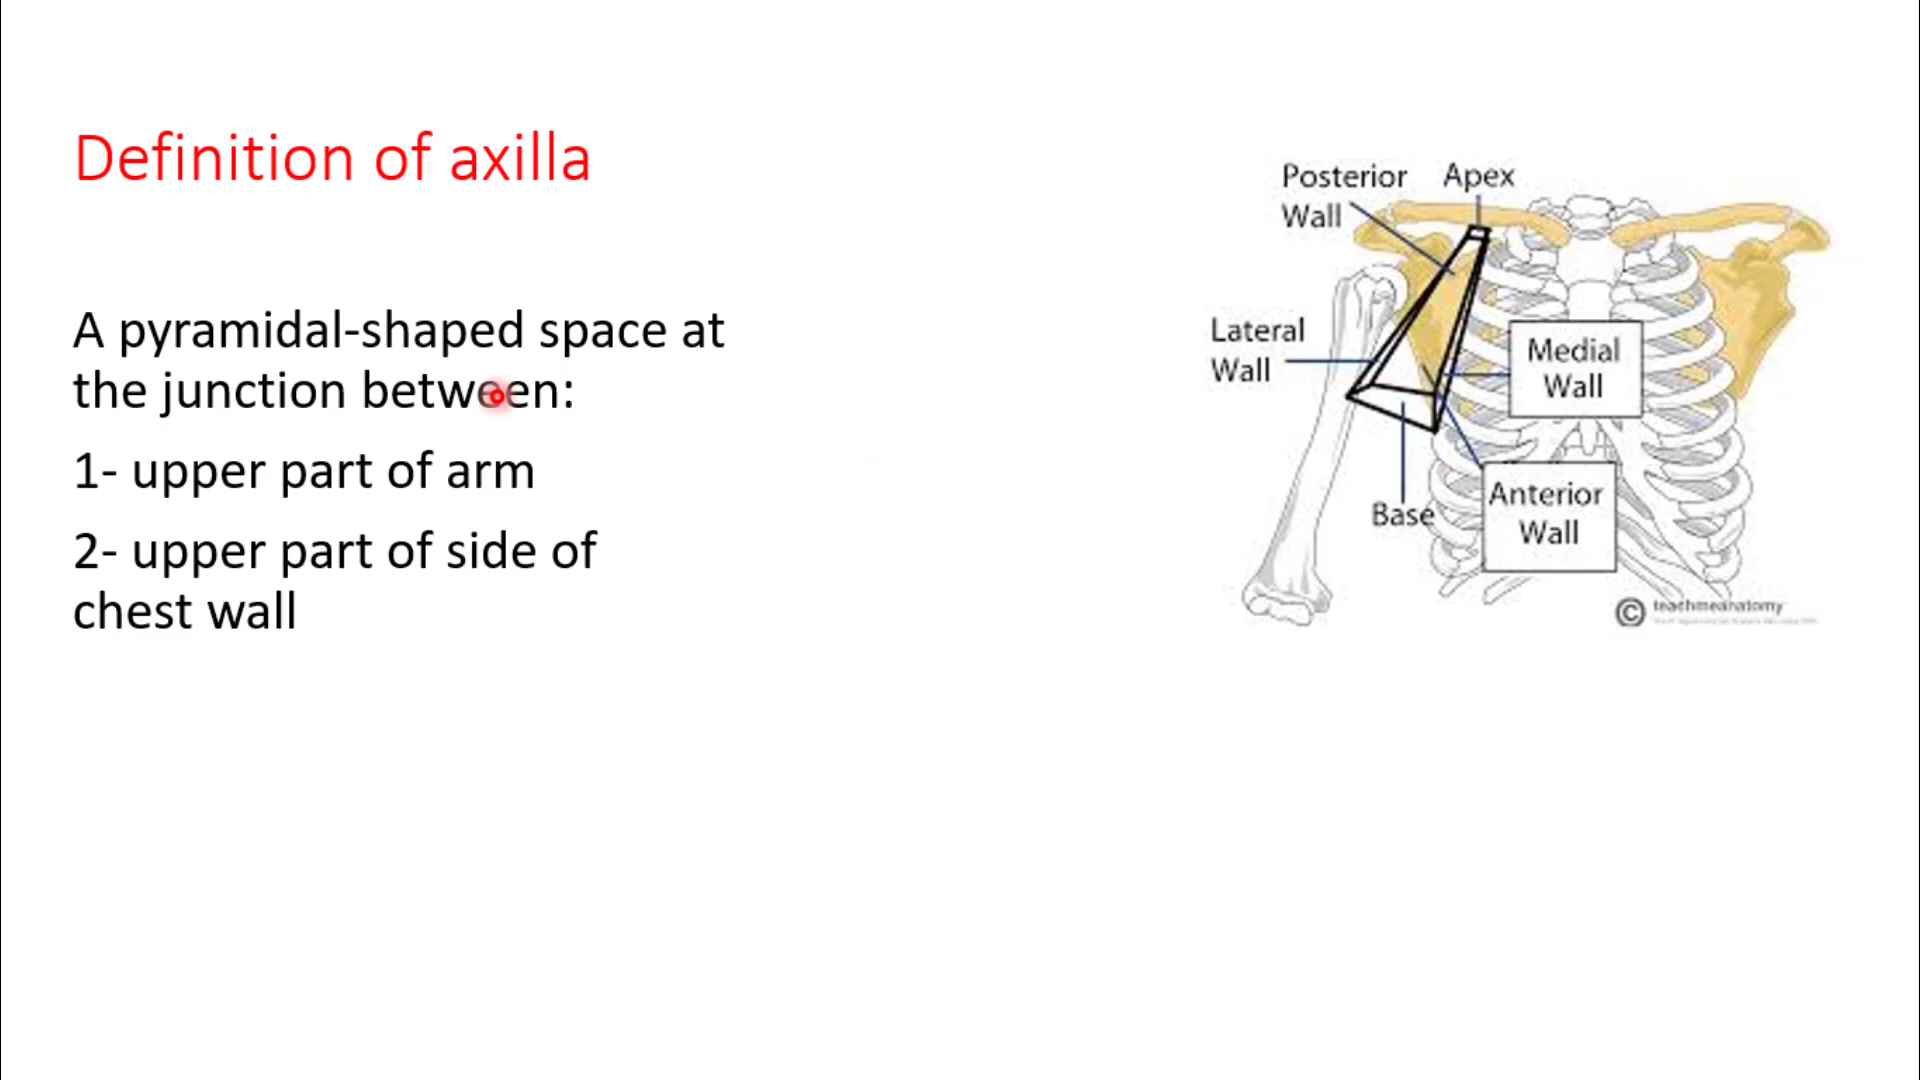 Definition of axilla
A pyramidal-shaped space at
the junction between:
1- upper part of arm
2- upper part of side of
chest wall
Posterior
Wall
Apex
Lateral
Wall
Medial
Wall
Base
Anterior
Wall
© teachmeanatomy